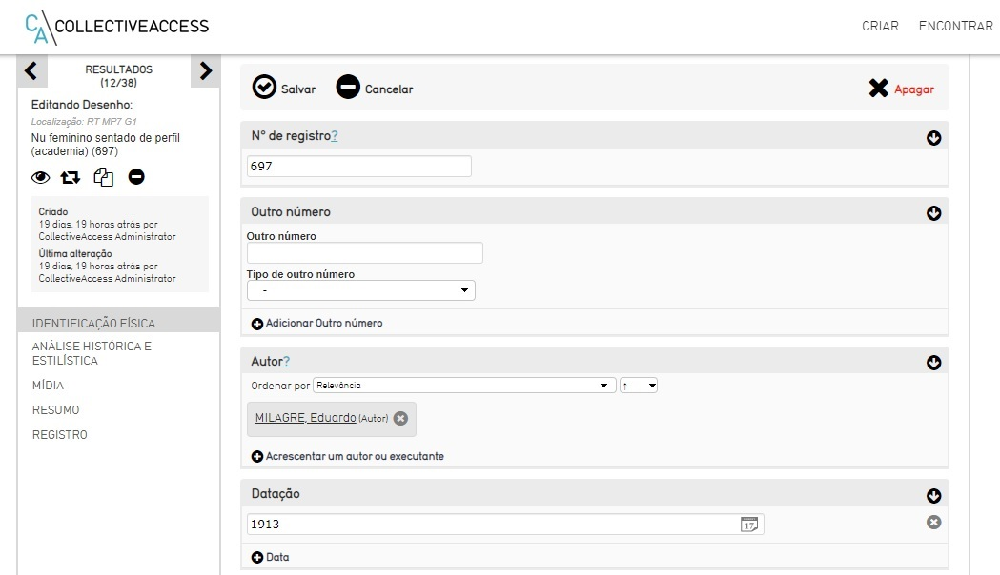 CA COLLECTIVEACCESS
CRIAR ENCONTRAR
RESULTADOS
(12/38)
Editando Desenho:
Localização: RT MP7 G1
Nu feminino sentado de perfil
(academia) (697)
Criado
19 dias, 19 horas atrás por
CollectiveAccess Administrator
Última alteração
19 dias, 19 horas atrás por
CollectiveAccess Administrator
IDENTIFICAÇÃO FÍSICA
ANÁLISE HISTÓRICA E
ESTILÍSTICA
MÍDIA
RESUMO
REGISTRO
Salvar Cancelar Apagar
N° de registro?
697
Outro número
Outro número
Tipo de outro número
-
Adicionar Outro número
Autor?
Ordenar por Relevância ↑
MILAGRE, Eduardo (Autor)
Acrescentar um autor ou executante
Datação
1913
17
Data